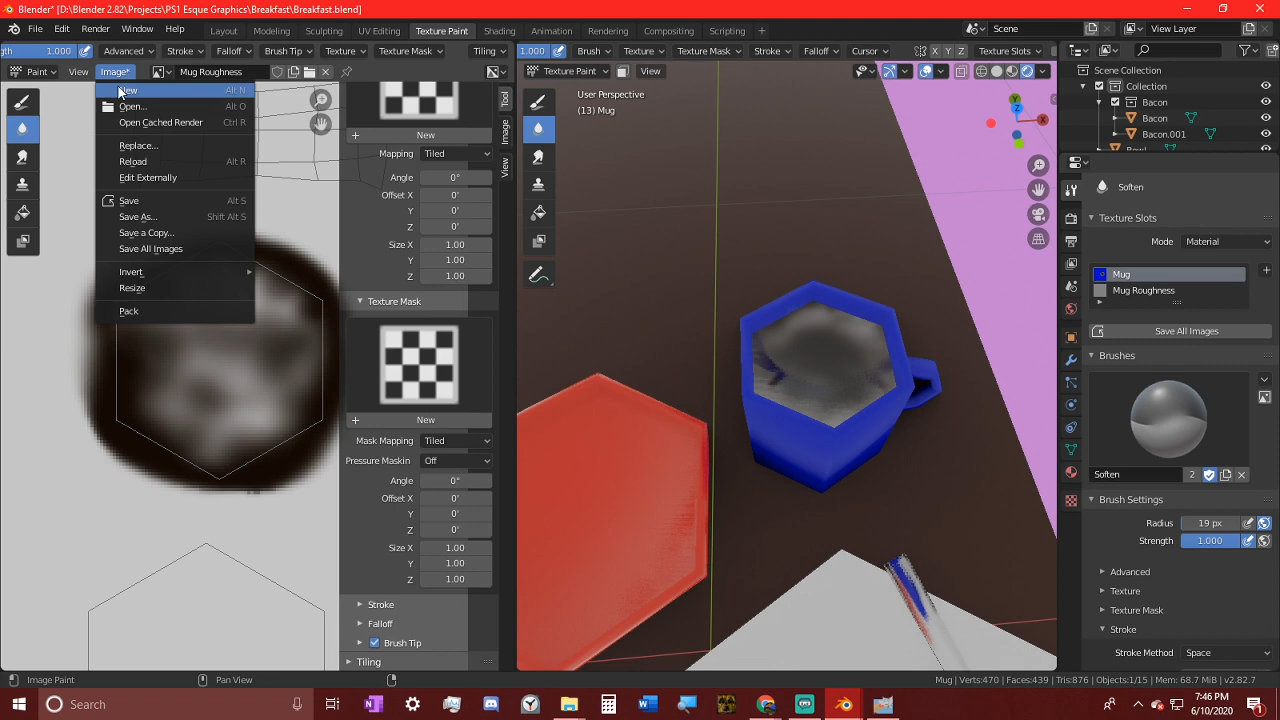 Blender* [D:\Blender 2.82\Projects\PS1 Esque Graphics\Breakfast\Breakfast.blend]
File Edit Render Window Help Layout Modeling Sculpting UV Editing Texture Paint Shading Animation Rendering Compositing Scripting Scene View Layer
1.000 Advanced Stroke Falloff Brush Tip Texture Texture Mask Tiling 1.000 Brush Texture Texture Mask Stroke Falloff Cursor X Y Z Texture Slots
Paint View Image* Mug Roughness Texture Paint View
New Alt N
Open... Alt O
Open Cached Render Ctrl R
Replace...
Reload Alt R
Edit Externally
Save Alt S
Save As... Shift Alt S
Save a Copy...
Save All Images
Invert
Resize
Pack
New
Mapping Tiled
Angle 0°
Offset X 0'
Y 0'
Z 0'
Size X 1.00
Y 1.00
Z 1.00
Texture Mask
New
Mask Mapping Tiled
Pressure Maskin Off
Angle 0°
Offset X 0'
Y 0'
Z 0'
Size X 1.00
Y 1.00
Z 1.00
Stroke
Falloff
Brush Tip
Tiling
Tool
Image
View
User Perspective
(13) Mug
Y
Z
X
Scene Collection
Collection
Bacon
Bacon
Bacon.001
Bowl
Soften
Texture Slots
Mode Material
Mug
Mug Roughness
Save All Images
Brushes
Soften 2
Brush Settings
Radius 19 px
Strength 1.000
Advanced
Texture
Texture Mask
Stroke
Stroke Method Space
Image Paint Pan View Mug | Verts:470 | Faces:439 | Tris:876 | Objects:1/15 | Mem: 68.7 MiB | v2.82.7
Search 7:46 PM
6/10/2020